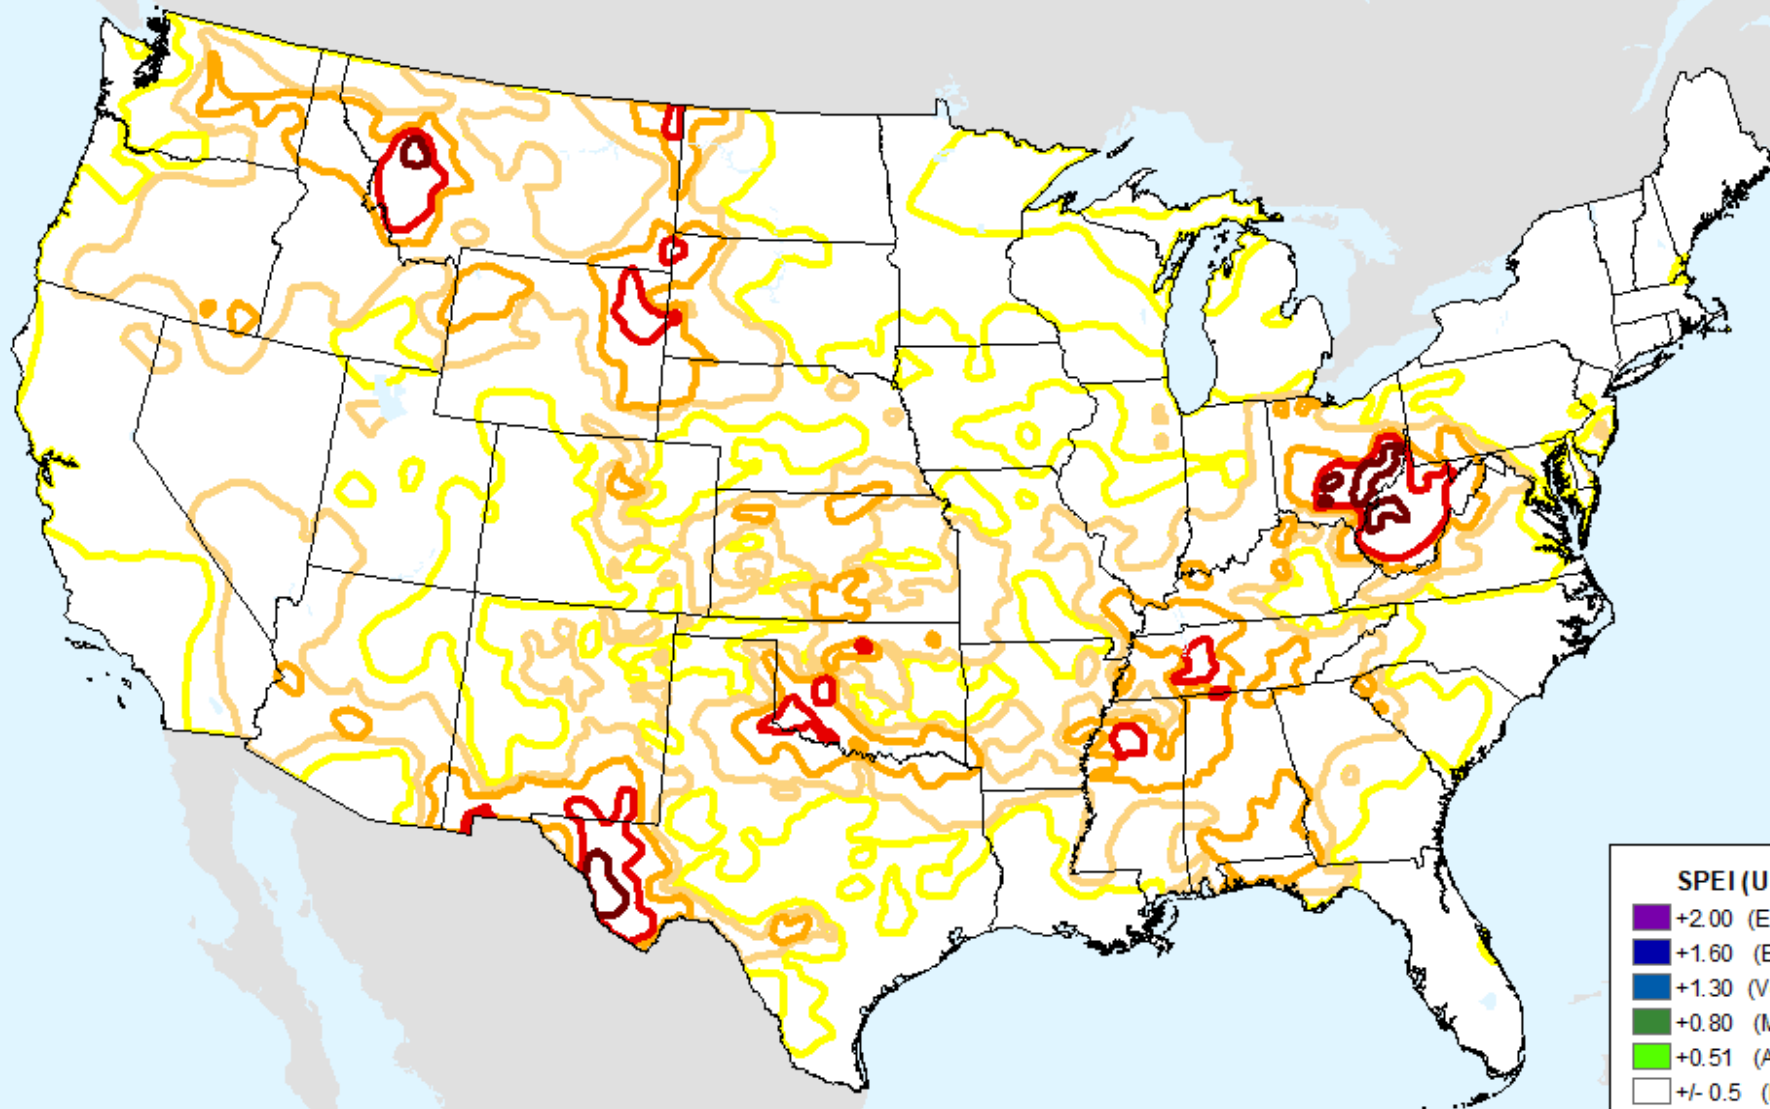 SPEI (U
+2.00 (E
+1.60 (E
+1.30 (V
+0.80 (M
+0.51 (A
+/- 0.5 (